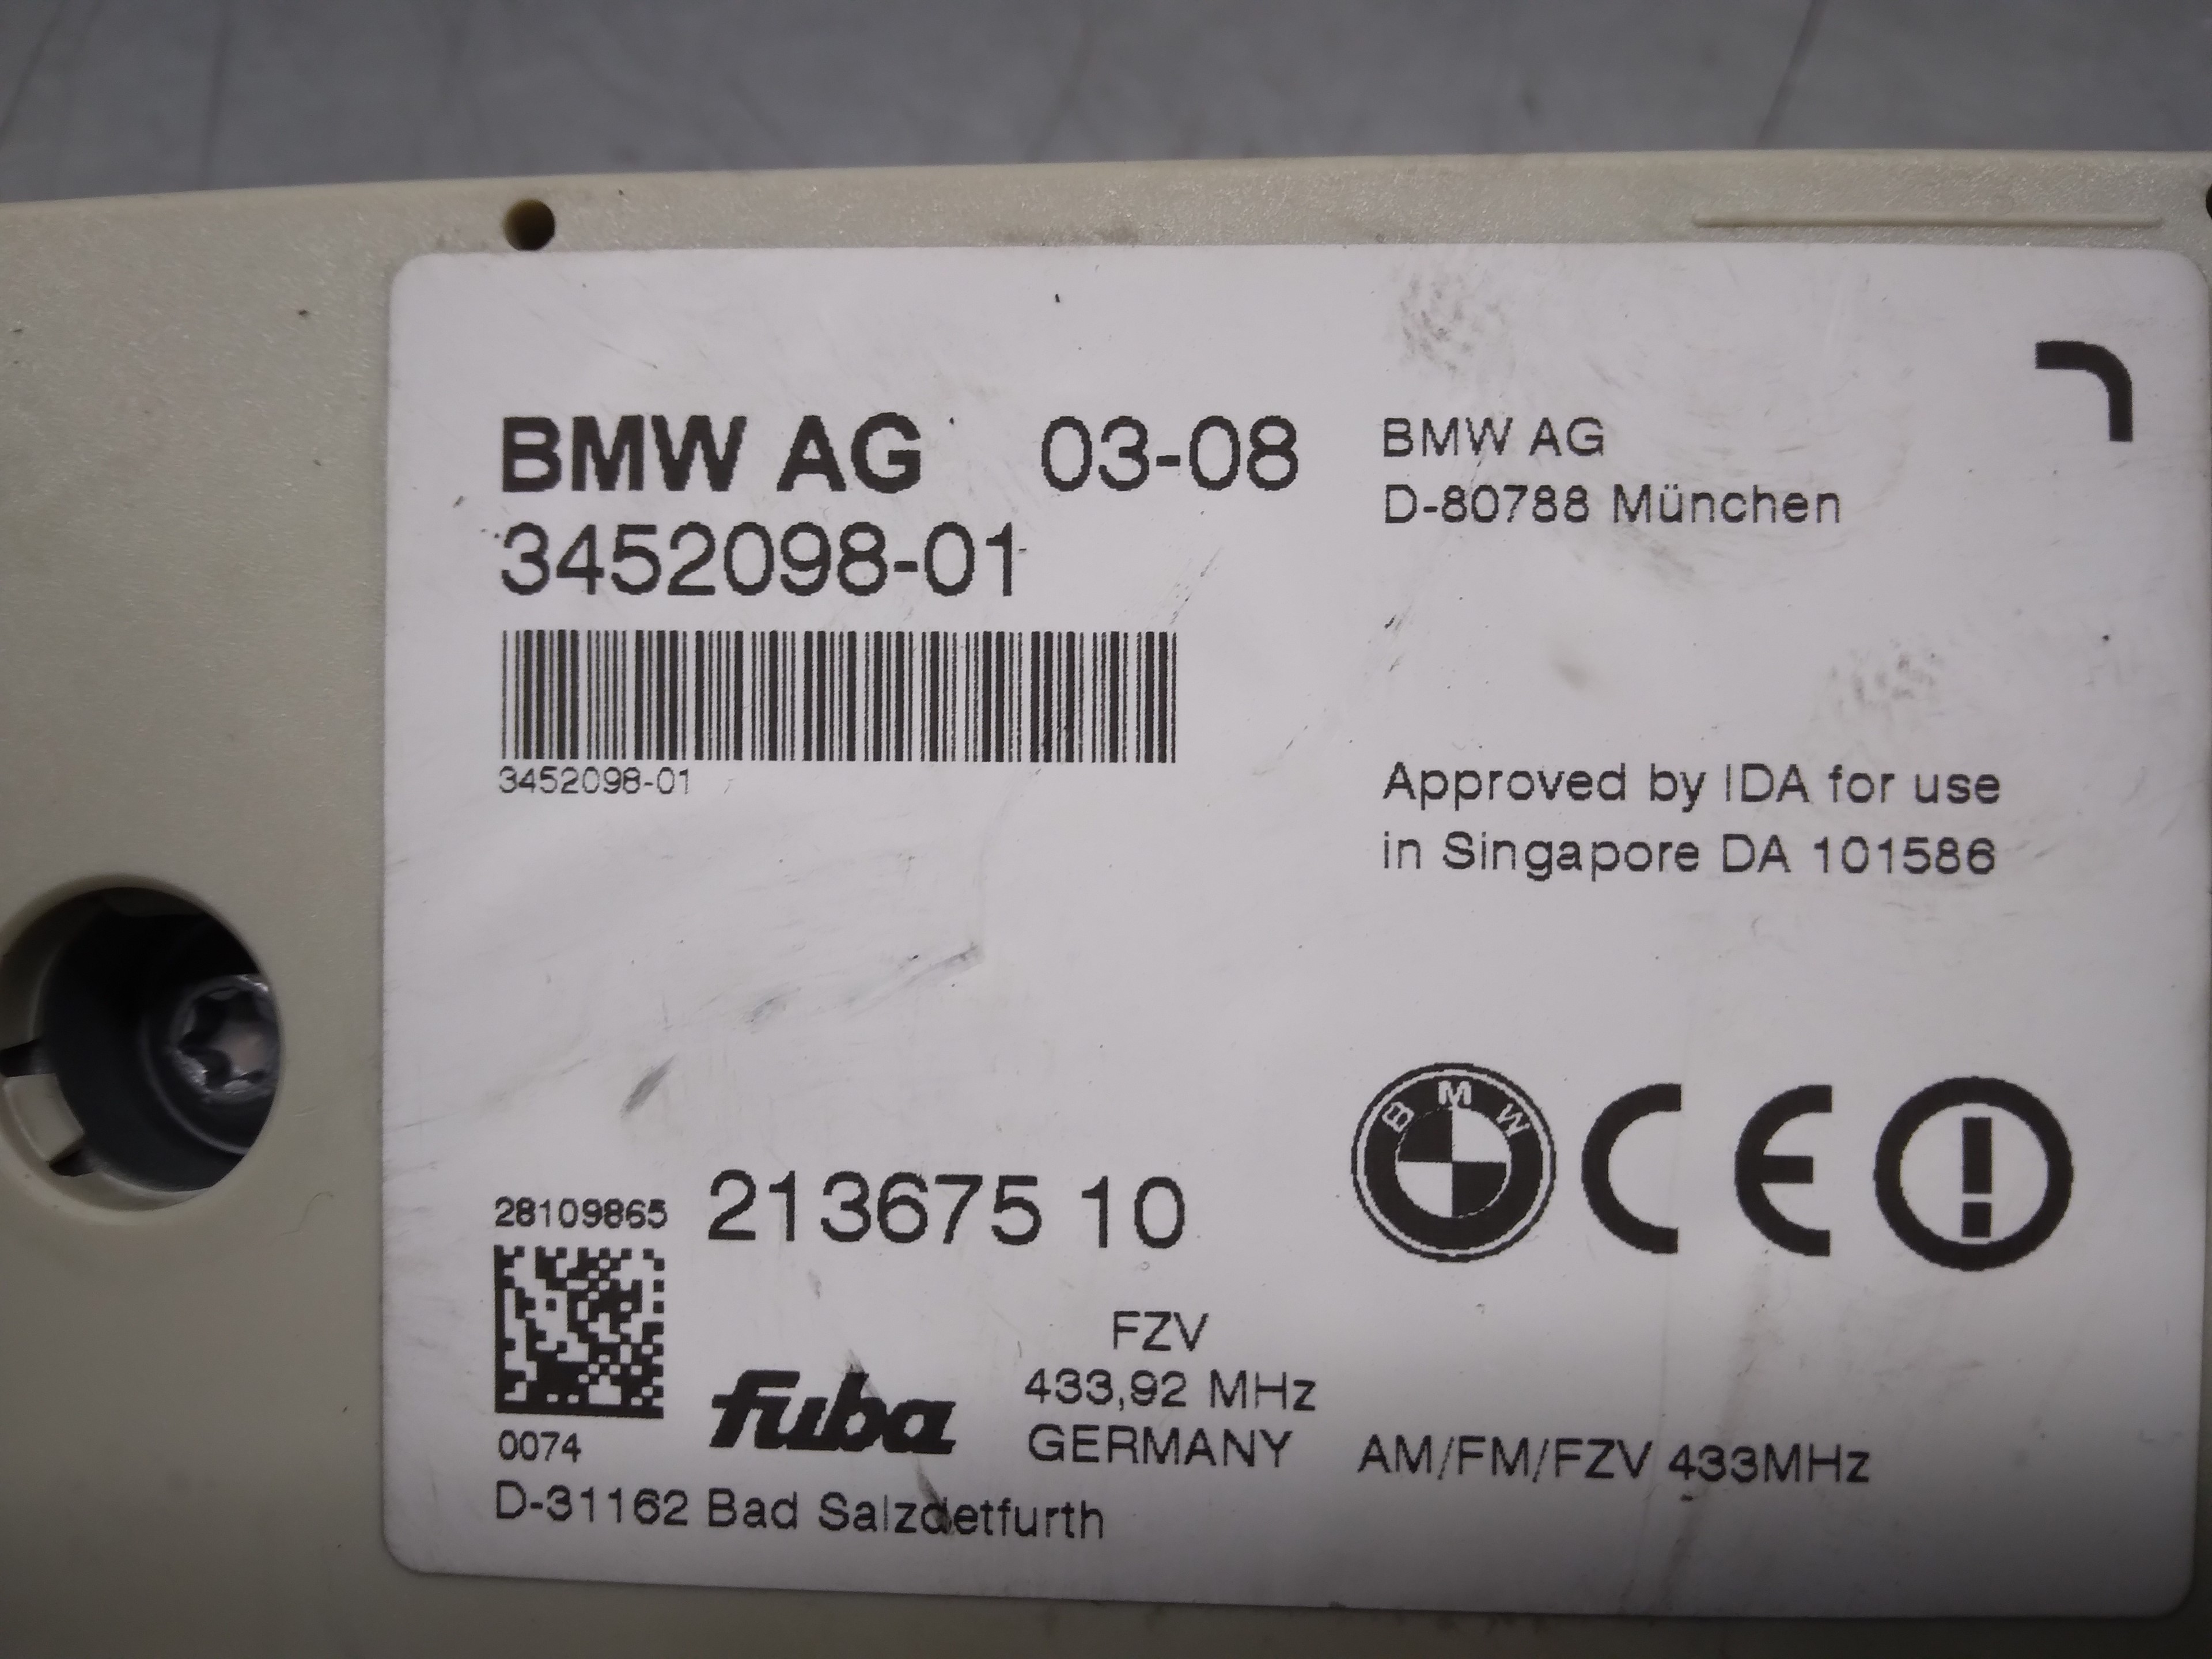 BMW AG 03-08
3452098-01
3452098-01
BMW AG
D-80788 München
Approved by IDA for use
in Singapore DA 101586
28109865
213675 10
B M W
CE
FZV
433,92 MHz
GERMANY
fuba
0074
D-31162 Bad Salzdetfurth
AM/FM/FZV 433MHz